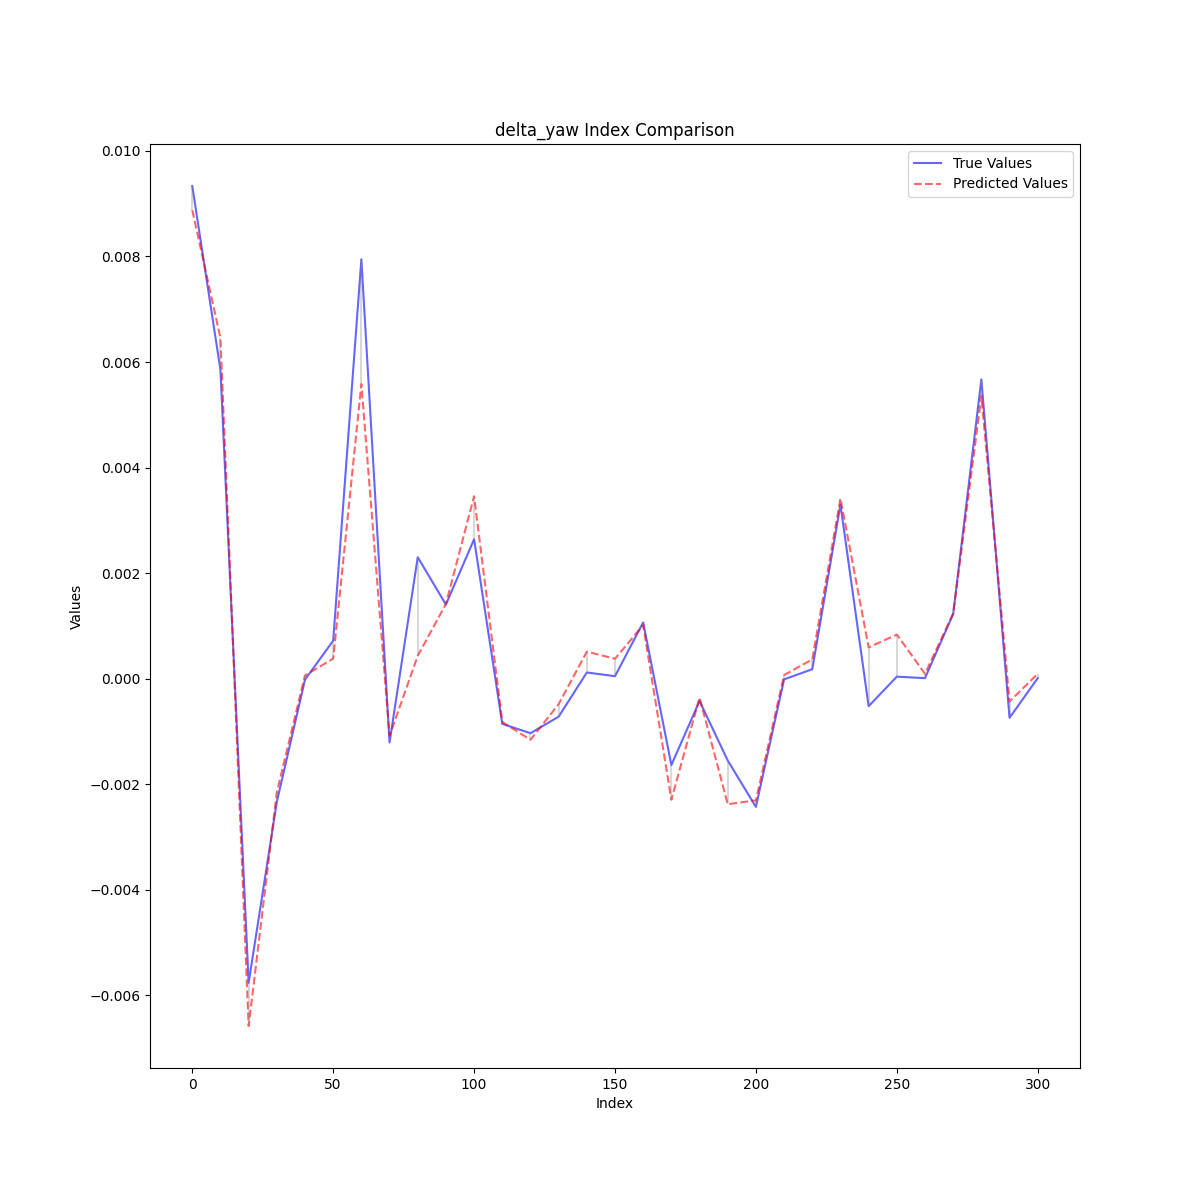 delta_yaw Index Comparison
True Values
Predicted Values
0.010
0.008
0.006
0.004
0.002
0.000
−0.002
−0.004
−0.006
Values
0 50 100 150 200 250 300
Index